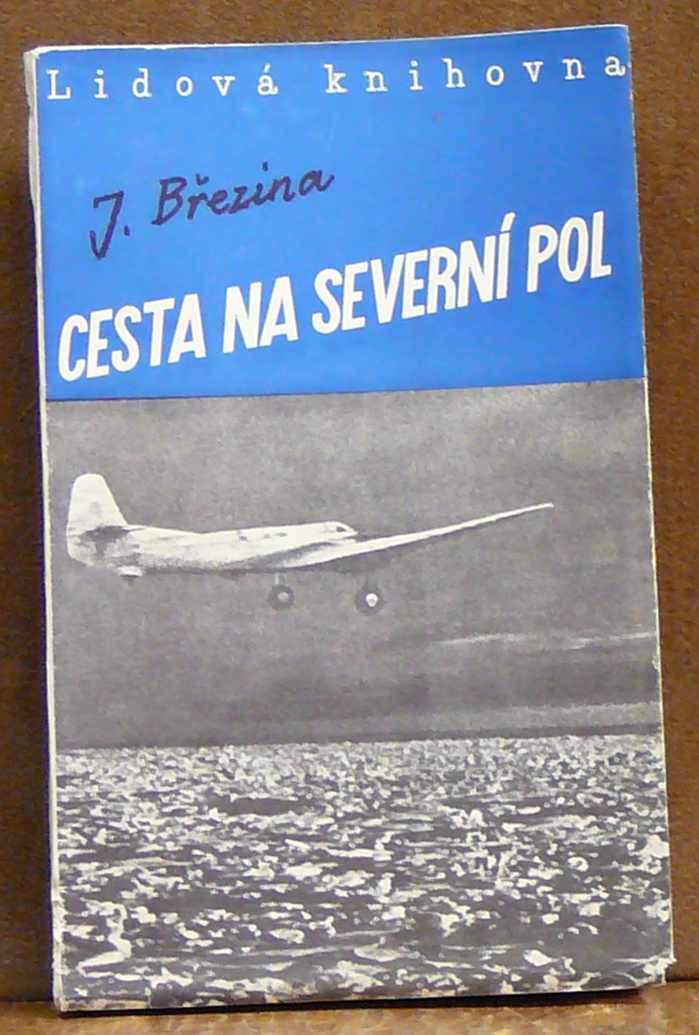 Lidová knihovna
J. Březina
CESTA NA SEVERNÍ POL